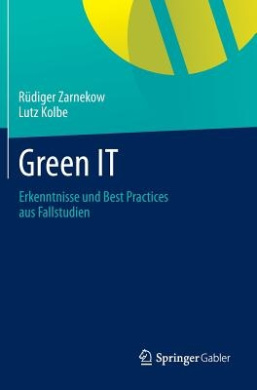 Rüdiger Zarnekow
Lutz Kolbe
Green IT
Erkenntnisse und Best Practices
aus Fallstudien
Springer Gabler